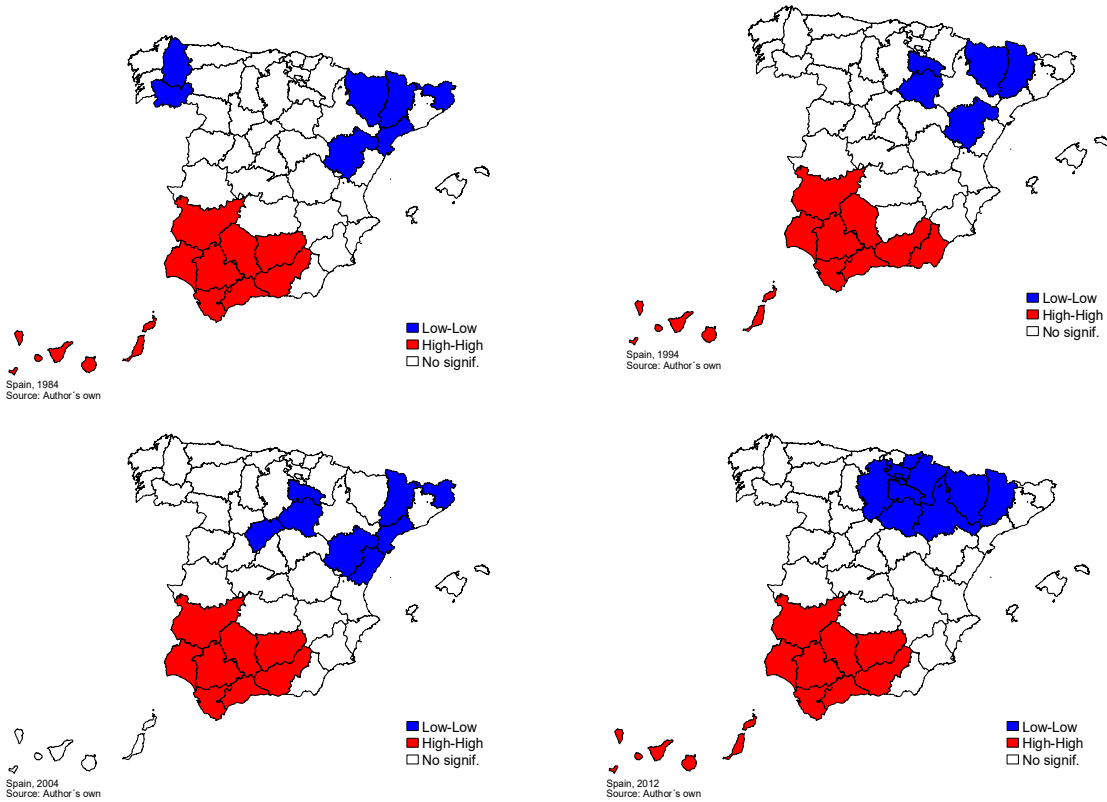 Low-Low
High-High
No signif.
Spain, 1984
Source: Author´s own
Low-Low
High-High
No signif.
Spain, 1994
Source: Author´s own
Low-Low
High-High
No signif.
Spain, 2004
Source: Author´s own
Low-Low
High-High
No signif.
Spain, 2012
Source: Author´s own